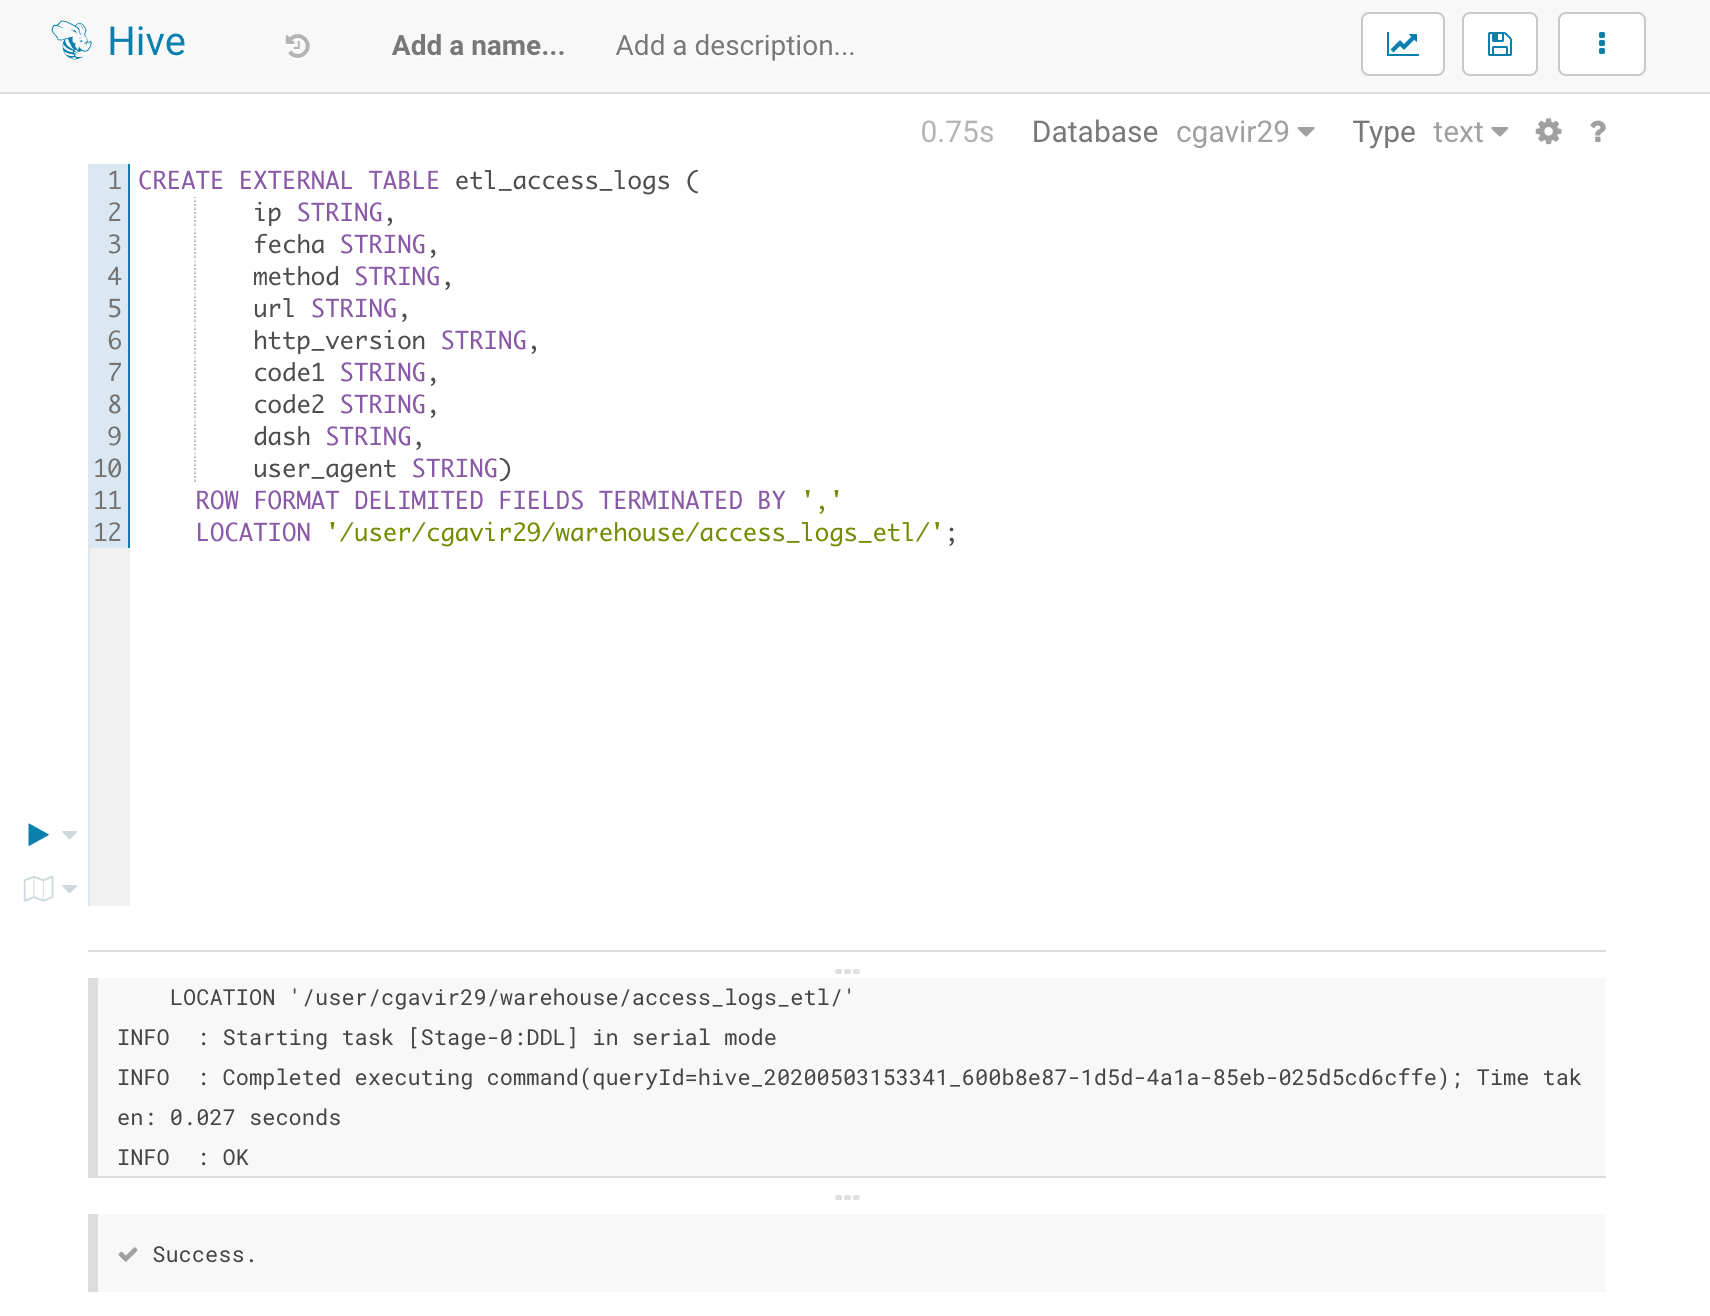 Hive
Add a name... Add a description...
0.75s Database cgavir29 Type text ?
1 CREATE EXTERNAL TABLE etl_access_logs (
2 ip STRING,
3 fecha STRING,
4 method STRING,
5 url STRING,
6 http_version STRING,
7 code1 STRING,
8 code2 STRING,
9 dash STRING,
10 user_agent STRING)
11 ROW FORMAT DELIMITED FIELDS TERMINATED BY ','
12 LOCATION '/user/cgavir29/warehouse/access_logs_etl/';
LOCATION '/user/cgavir29/warehouse/access_logs_etl/'
INFO : Starting task [Stage-0:DDL] in serial mode
INFO : Completed executing command(queryId=hive_20200503153341_600b8e87-1d5d-4a1a-85eb-025d5cd6cffe); Time tak
en: 0.027 seconds
INFO : OK
Success.